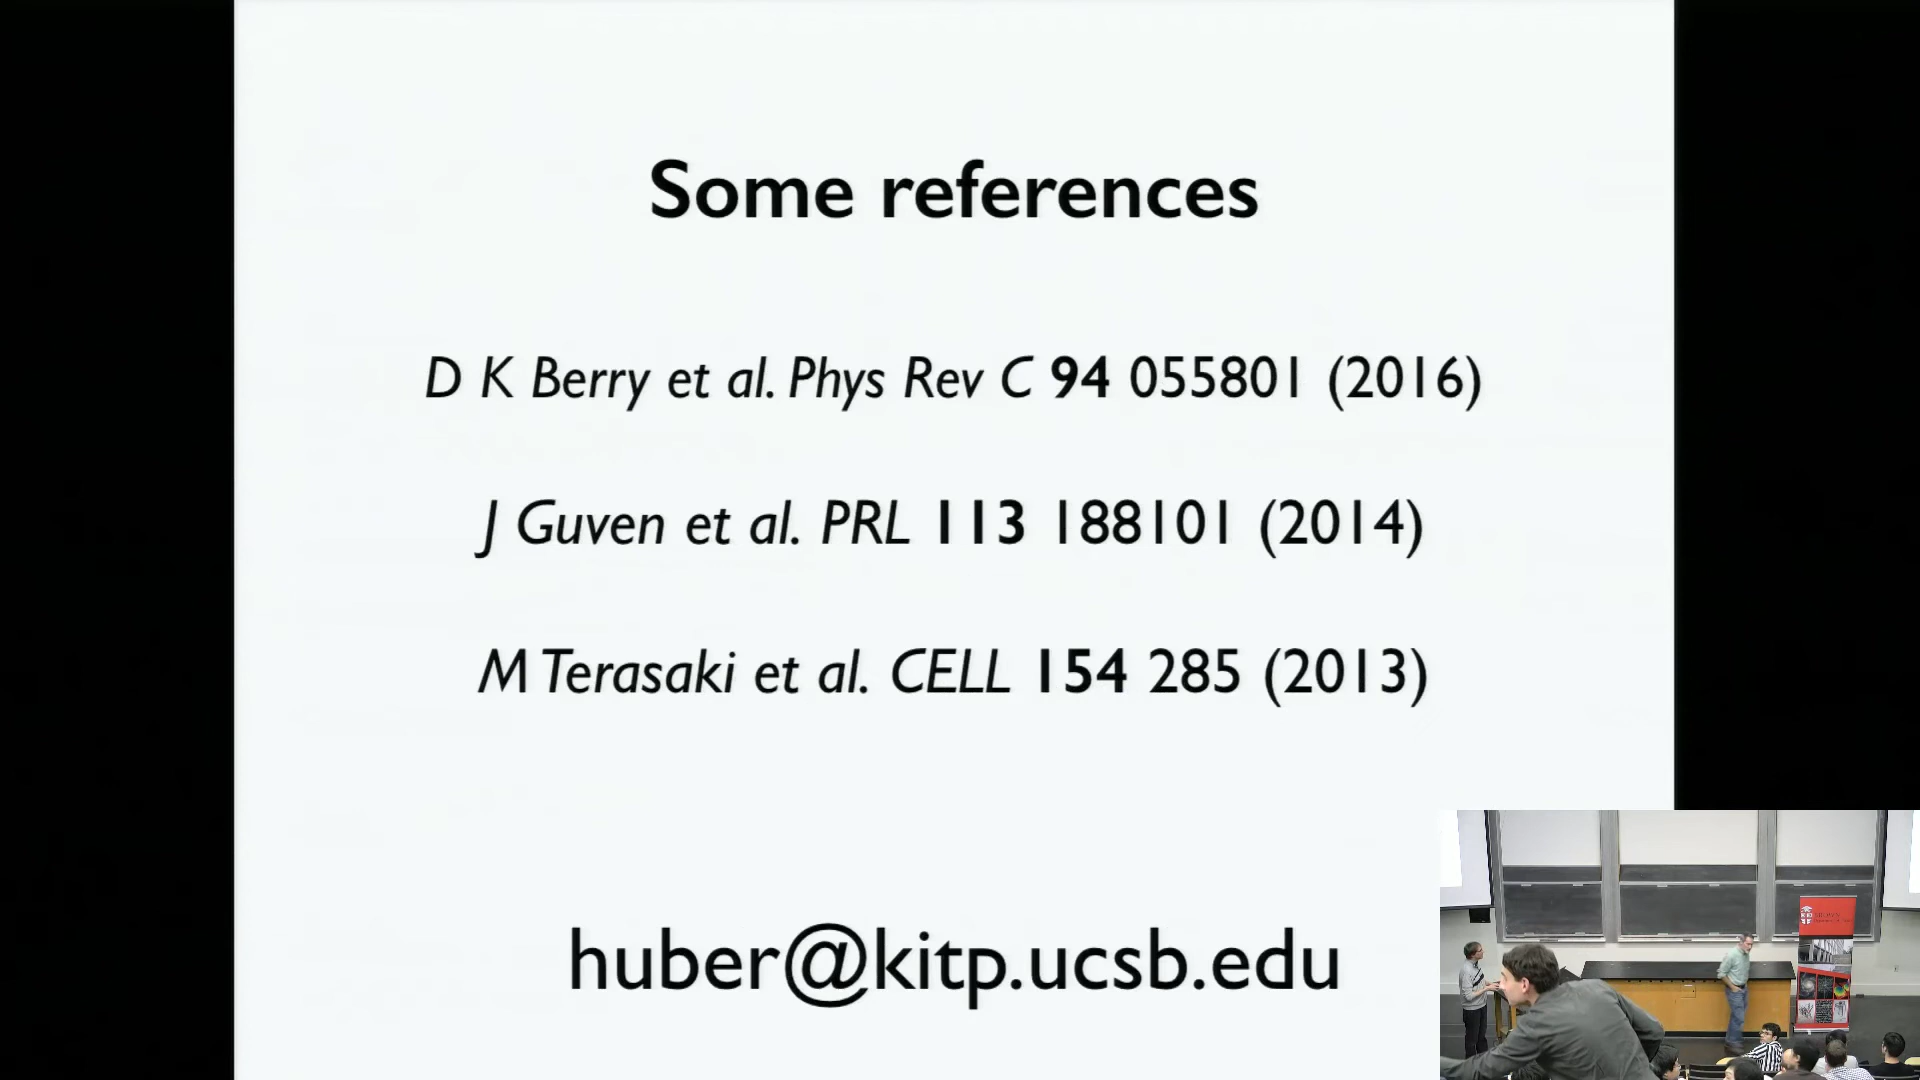 Some references
D K Berry et al. Phys Rev C 94 055801 (2016)
J Guven et al. PRL 113 188101 (2014)
M Terasaki et al. CELL 154 285 (2013)
huber@kitp.ucsb.edu